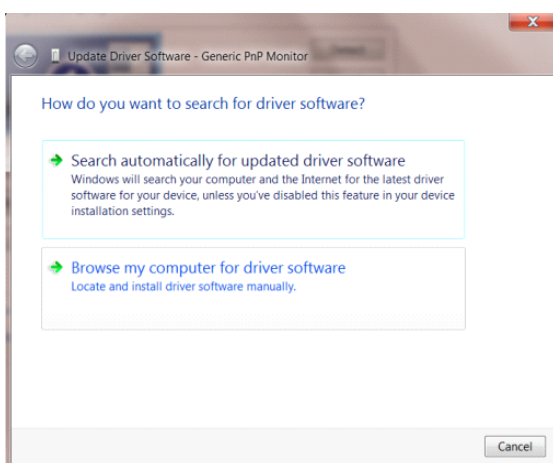 Update Driver Software - Generic PnP Monitor
How do you want to search for driver software?
Search automatically for updated driver software
Windows will search your computer and the Internet for the latest driver
software for your device, unless you've disabled this feature in your device
installation settings.
Browse my computer for driver software
Locate and install driver software manually.
Cancel